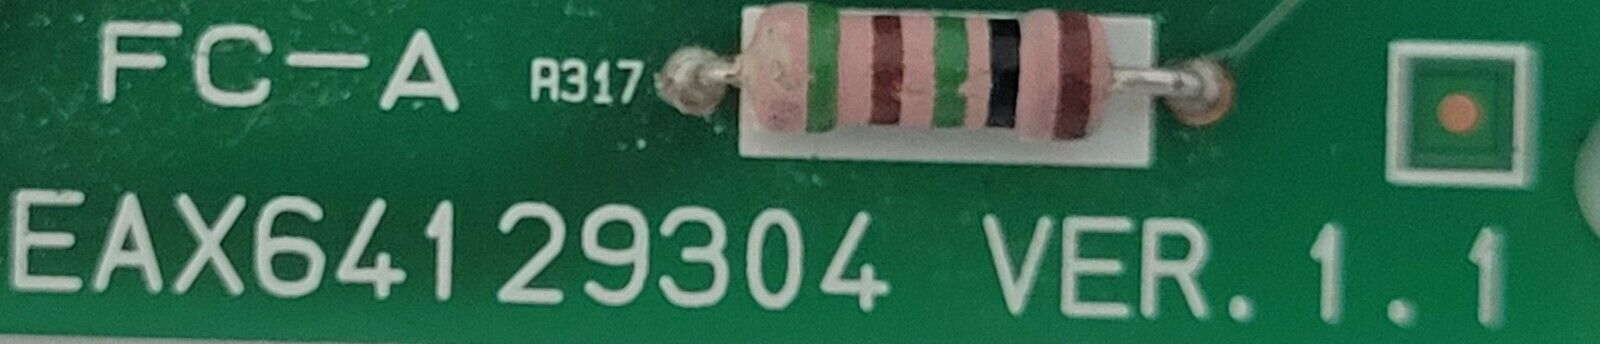 FC-A R317
EAX64129304 VER.1.1